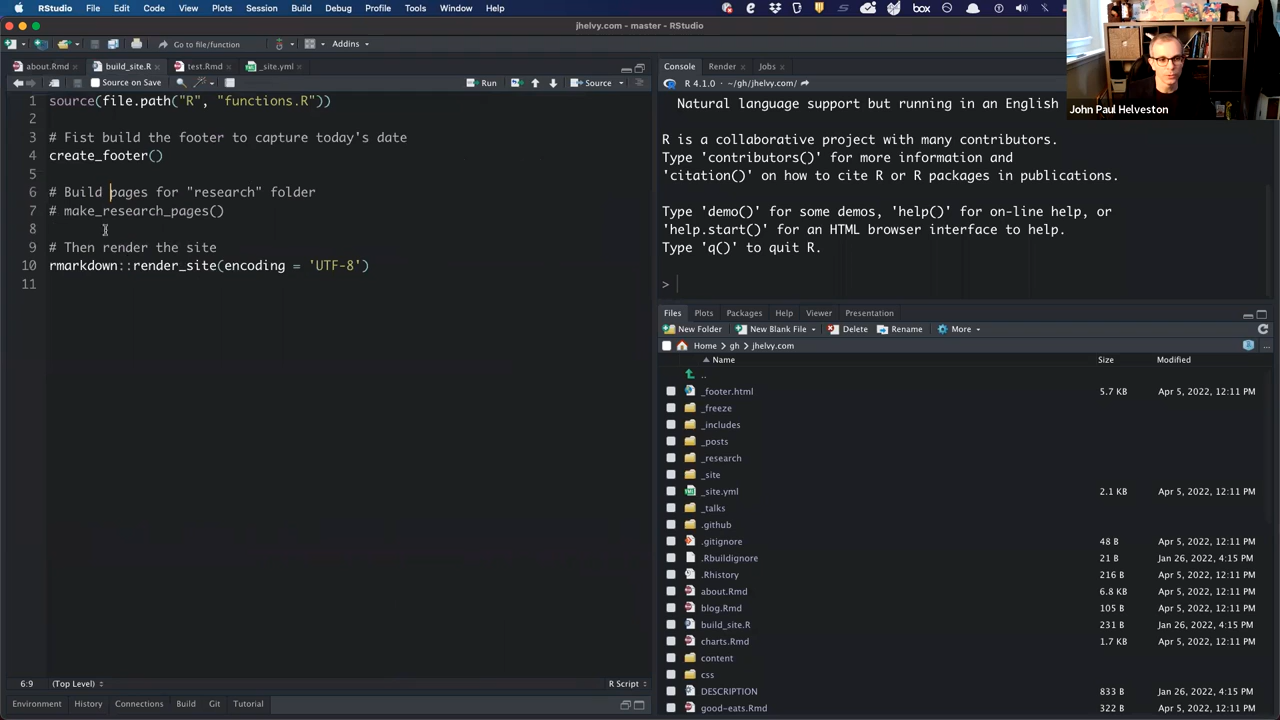 RStudio File Edit Code View Plots Session Build Debug Profile Tools Window Help
box
jhelvy.com - master - RStudio
Go to file/function Addins
about.Rmd build_site.R test.Rmd _site.yml
Source on Save Run Source
1 source(file.path("R", "functions.R"))
2
3 # Fist build the footer to capture today's date
4 create_footer()
5
6 # Build pages for "research" folder
7 # make_research_pages()
8
9 # Then render the site
10 rmarkdown::render_site(encoding = 'UTF-8')
11
6:9 (Top Level) R Script
Environment History Connections Build Git Tutorial
Console Render Jobs
R 4.1.0 · ~/gh/jhelvy.com/
Natural language support but running in an English
R is a collaborative project with many contributors.
Type 'contributors()' for more information and
'citation()' on how to cite R or R packages in publications.
Type 'demo()' for some demos, 'help()' for on-line help, or
'help.start()' for an HTML browser interface to help.
Type 'q()' to quit R.
>
Files Plots Packages Help Viewer Presentation
New Folder New Blank File Delete Rename More
Home gh jhelvy.com ...
Name Size Modified
..
_footer.html 5.7 KB Apr 5, 2022, 12:11 PM
_freeze
_includes
_posts
_research
_site
_site.yml 2.1 KB Apr 5, 2022, 12:11 PM
_talks
.github
.gitignore 48 B Apr 5, 2022, 12:11 PM
.Rbuildignore 21 B Jan 26, 2022, 4:15 PM
.Rhistory 216 B Apr 5, 2022, 12:11 PM
about.Rmd 6.8 KB Apr 5, 2022, 12:11 PM
blog.Rmd 105 B Apr 5, 2022, 12:11 PM
build_site.R 231 B Jan 26, 2022, 4:15 PM
charts.Rmd 1.7 KB Apr 5, 2022, 12:11 PM
content
css
DESCRIPTION 833 B Jan 26, 2022, 4:15 PM
good-eats.Rmd 322 B Apr 5, 2022, 12:11 PM
John Paul Helveston